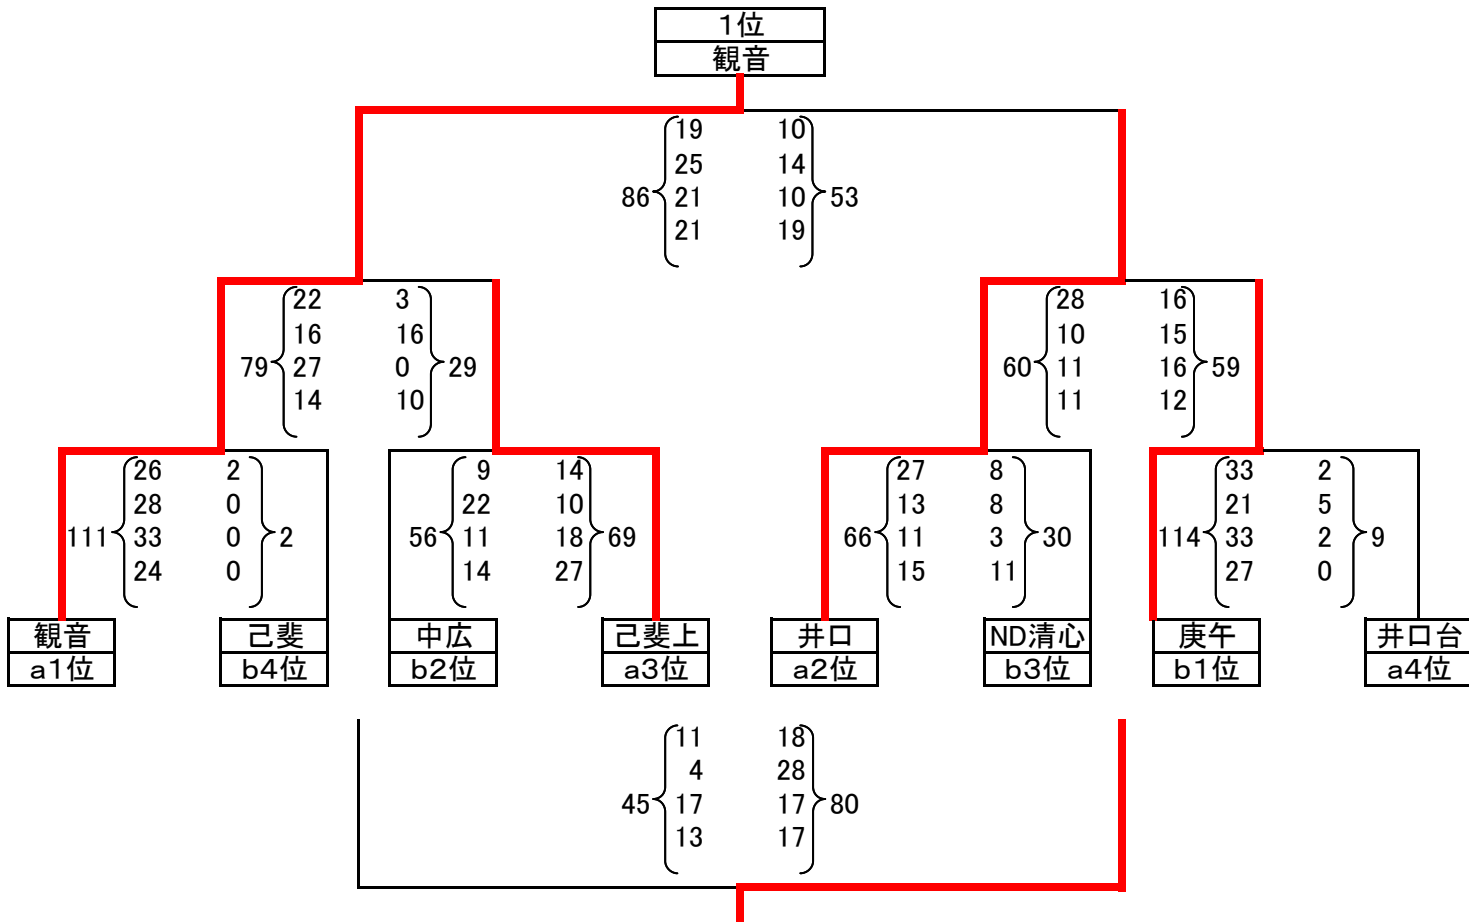 1位
観音
19 10
25 14
86 21 10 53
21 19
22 3 28 16
16 16 10 15
79 27 0 29 60 11 16 59
14 10 11 12
26 2 9 14 27 8 33 2
28 0 22 10 13 8 21 5
111 33 0 2 56 11 18 69 66 11 3 30 114 33 2 9
24 0 14 27 15 11 27 0
観音 己斐 中広 己斐上 井口 ND清心 庚午 井口台
a1位 b4位 b2位 a3位 a2位 b3位 b1位 a4位
11 18
4 28
45 17 17 80
13 17